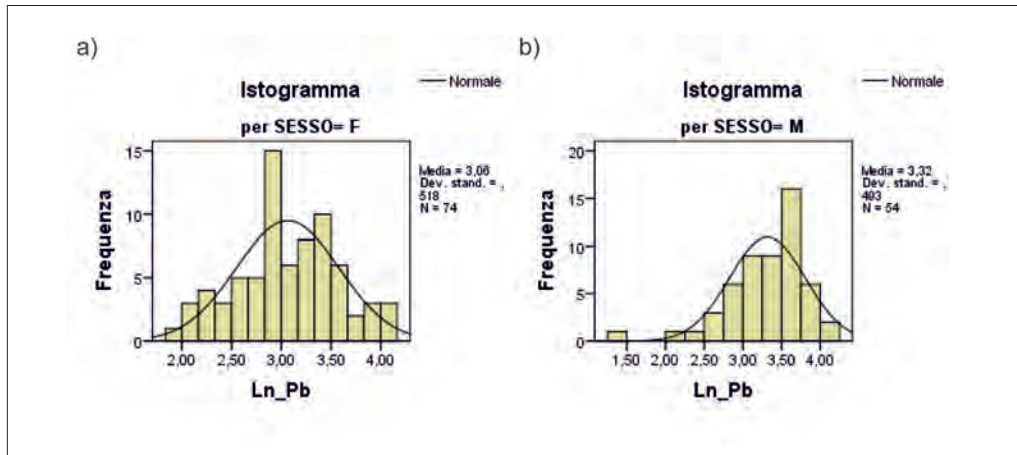 a)
Istogramma
per SESSO= F
Normale
Frequenza
15
10
5
0
2,00 2,50 3,00 3,50 4,00
Ln_Pb
Media = 3,06
Dev. stand. = ,
518
N = 74
b)
Istogramma
per SESSO= M
Normale
Frequenza
20
15
10
5
0
1,50 2,00 2,50 3,00 3,50 4,00
Ln_Pb
Media = 3,32
Dev. stand. = ,
493
N = 54